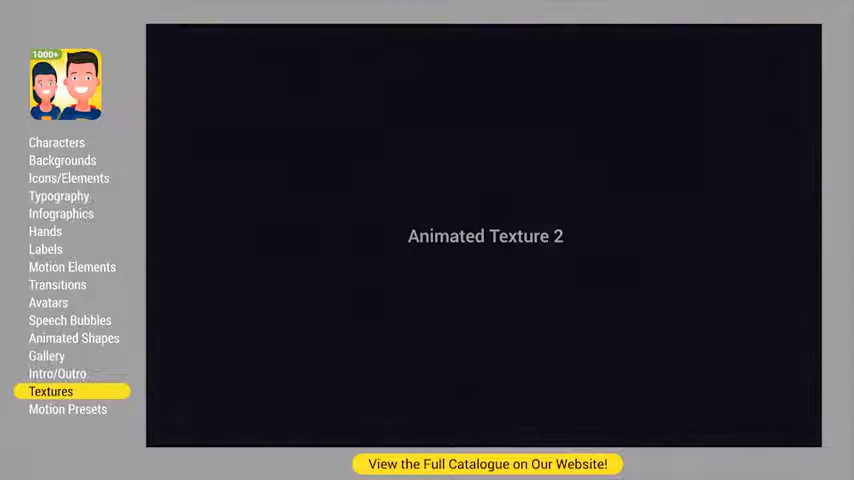 1000+
Characters
Backgrounds
Icons/Elements
Typography
Infographics
Hands
Labels
Motion Elements
Transitions
Avatars
Speech Bubbles
Animated Shapes
Gallery
Intro/Outro
Textures
Motion Presets
Animated Texture 2
View the Full Catalogue on Our Website!